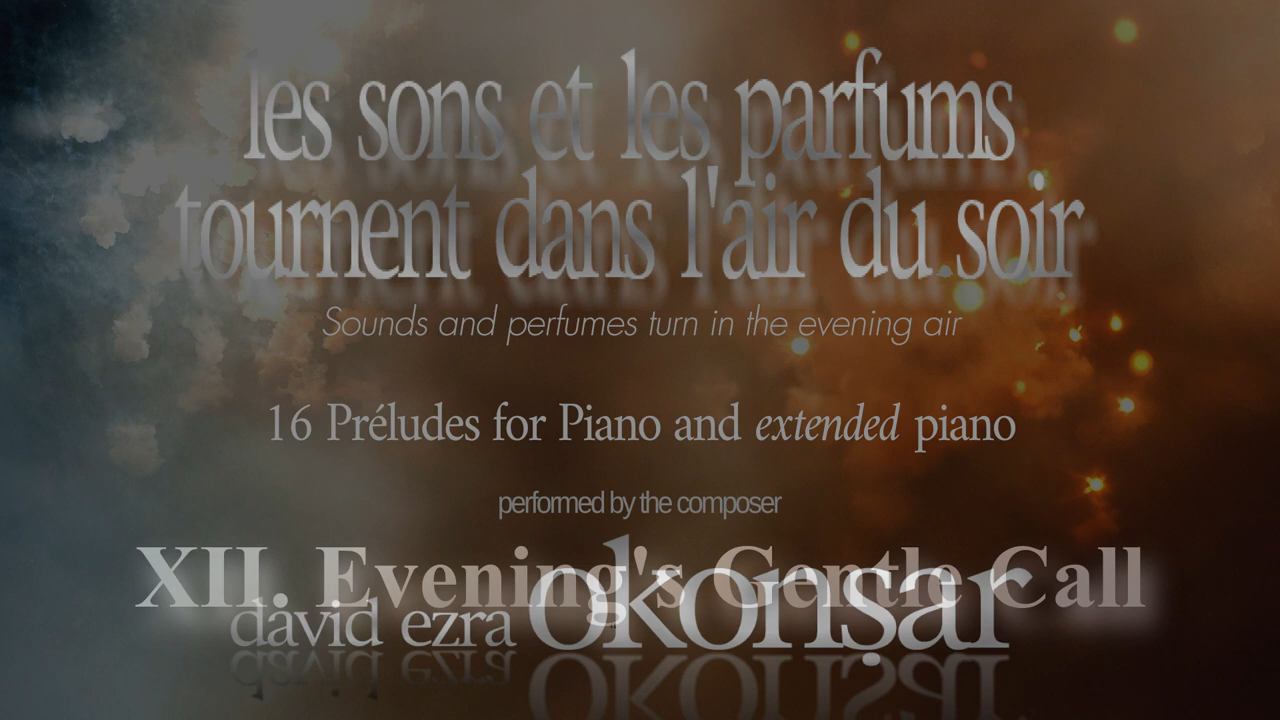 les sons et les parfums
tournent dans l'air du soir
Sounds and perfumes turn in the evening air
16 Préludes for Piano and extended piano
performed by the composer
XII. Evening's Gentle Call
david ezra okonṣar